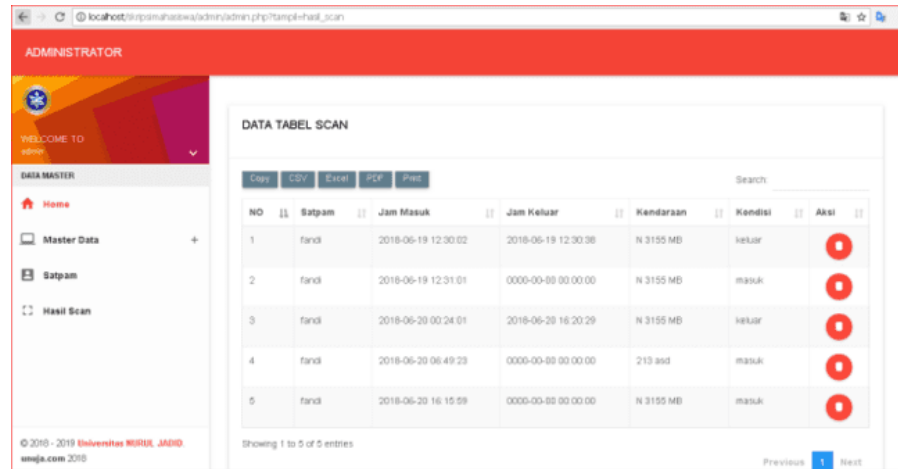 localhost/skripsimahasiswa/admin/admin.php?tampil=hasil_scan
ADMINISTRATOR
WELCOME TO
admin
DATA MASTER
Home
Master Data +
Satpam
Hasil Scan
© 2018 - 2019 Universitas NURUL JADID.
unuja.com 2018
DATA TABEL SCAN
Copy CSV Excel PDF Print
Search:
NO Satpam Jam Masuk Jam Keluar Kendaraan Kondisi Aksi
1 fandi 2018-06-19 12:30:02 2018-06-19 12:30:38 N 3155 MB keluar
2 fandi 2018-06-19 12:31:01 0000-00-00 00:00:00 N 3155 MB masuk
3 fandi 2018-06-20 00:24:01 2018-06-20 16:20:29 N 3155 MB keluar
4 fandi 2018-06-20 06:49:23 0000-00-00 00:00:00 213 asd masuk
5 fandi 2018-06-20 16:15:59 0000-00-00 00:00:00 N 3155 MB masuk
Showing 1 to 5 of 5 entries
Previous 1 Next